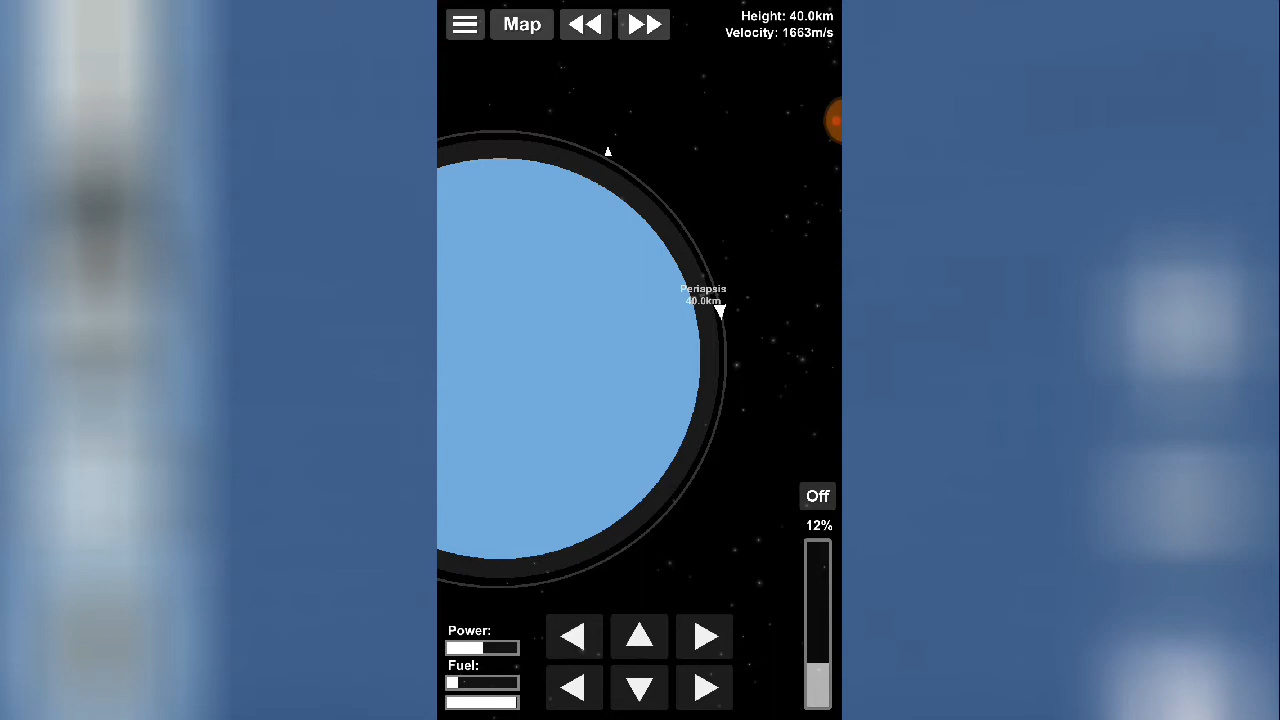 Map
Height: 40.0km
Velocity: 1663m/s
Periapsis
40.0km
Off
12%
Power:
Fuel: